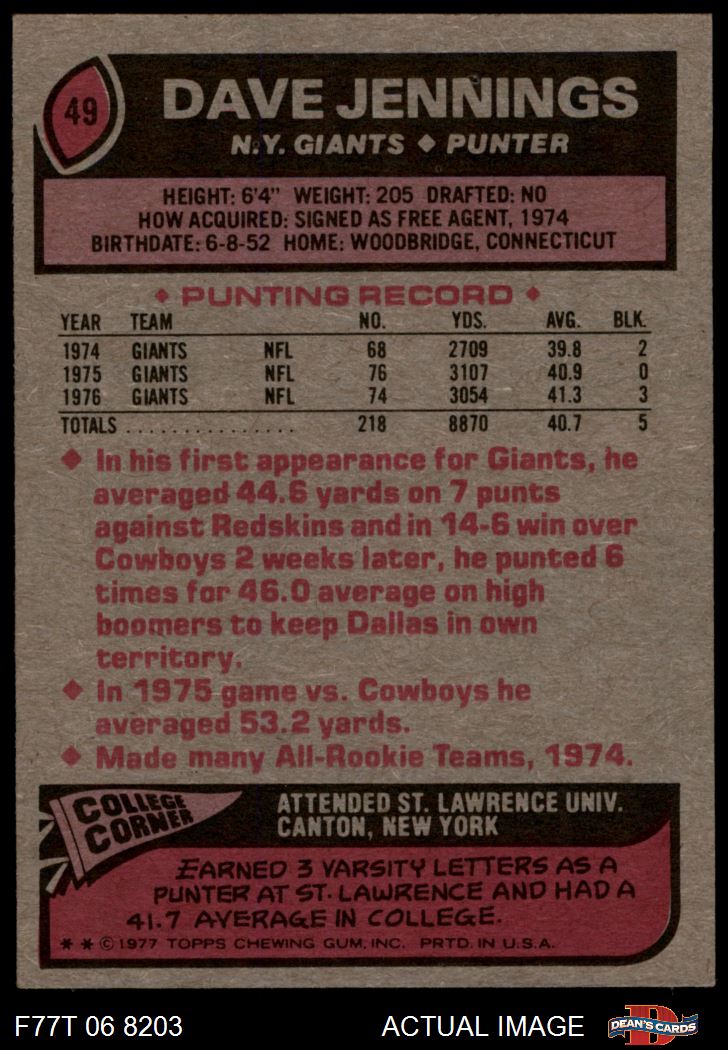 49
DAVE JENNINGS
N.Y. GIANTS ♦ PUNTER
HEIGHT: 6'4" WEIGHT: 205 DRAFTED: NO
HOW ACQUIRED: SIGNED AS FREE AGENT, 1974
BIRTHDATE: 6-8-52 HOME: WOODBRIDGE, CONNECTICUT
♦ PUNTING RECORD ♦
YEAR TEAM NO. YDS. AVG. BLK.
1974 GIANTS NFL 68 2709 39.8 2
1975 GIANTS NFL 76 3107 40.9 0
1976 GIANTS NFL 74 3054 41.3 3
TOTALS . . . . . . . . . . . . . . . 218 8870 40.7 5
♦ In his first appearance for Giants, he
averaged 44.6 yards on 7 punts
against Redskins and in 14-6 win over
Cowboys 2 weeks later, he punted 6
times for 46.0 average on high
boomers to keep Dallas in own
territory.
♦ In 1975 game vs. Cowboys he
averaged 53.2 yards.
♦ Made many All-Rookie Teams, 1974.
COLLEGE
CORNER
ATTENDED ST. LAWRENCE UNIV.
CANTON, NEW YORK
EARNED 3 VARSITY LETTERS AS A
PUNTER AT ST. LAWRENCE AND HAD A
41.7 AVERAGE IN COLLEGE.
* * © 1977 TOPPS CHEWING GUM, INC. PRTD. IN U.S.A.
F77T 06 8203
ACTUAL IMAGE
D
DEAN'S CARDS